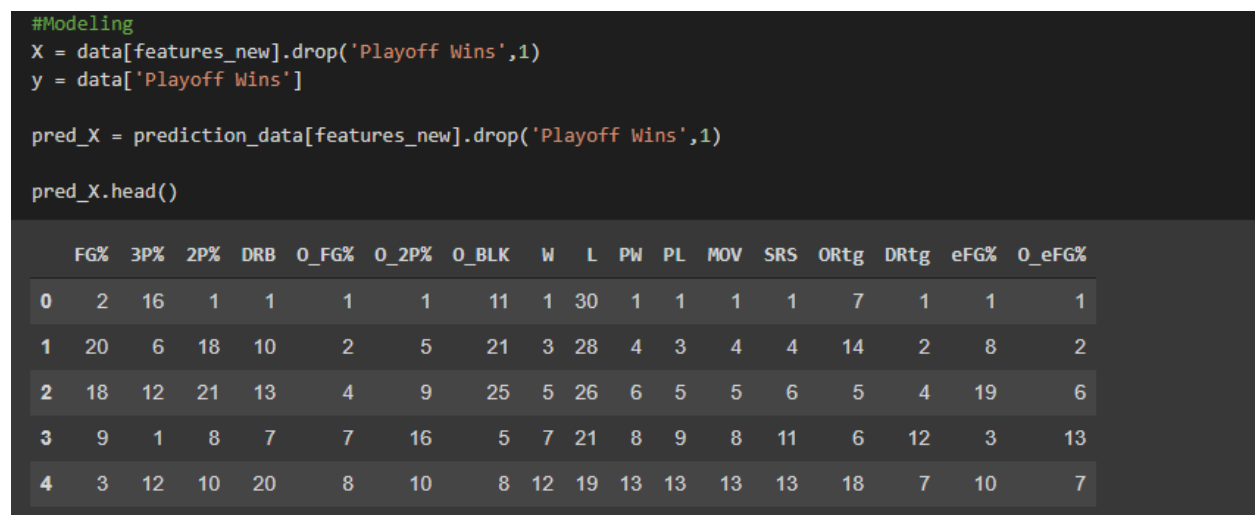 #Modeling
X = data[features_new].drop('Playoff Wins',1)
y = data['Playoff Wins']
pred_X = prediction_data[features_new].drop('Playoff Wins',1)
pred_X.head()
FG% 3P% 2P% DRB O_FG% O_2P% O_BLK W L PW PL MOV SRS ORtg DRtg eFG% O_eFG%
0 2 16 1 1 1 1 11 1 30 1 1 1 1 7 1 1 1
1 20 6 18 10 2 5 21 3 28 4 3 4 4 14 2 8 2
2 18 12 21 13 4 9 25 5 26 6 5 5 6 5 4 19 6
3 9 1 8 7 7 16 5 7 21 8 9 8 11 6 12 3 13
4 3 12 10 20 8 10 8 12 19 13 13 13 13 18 7 10 7